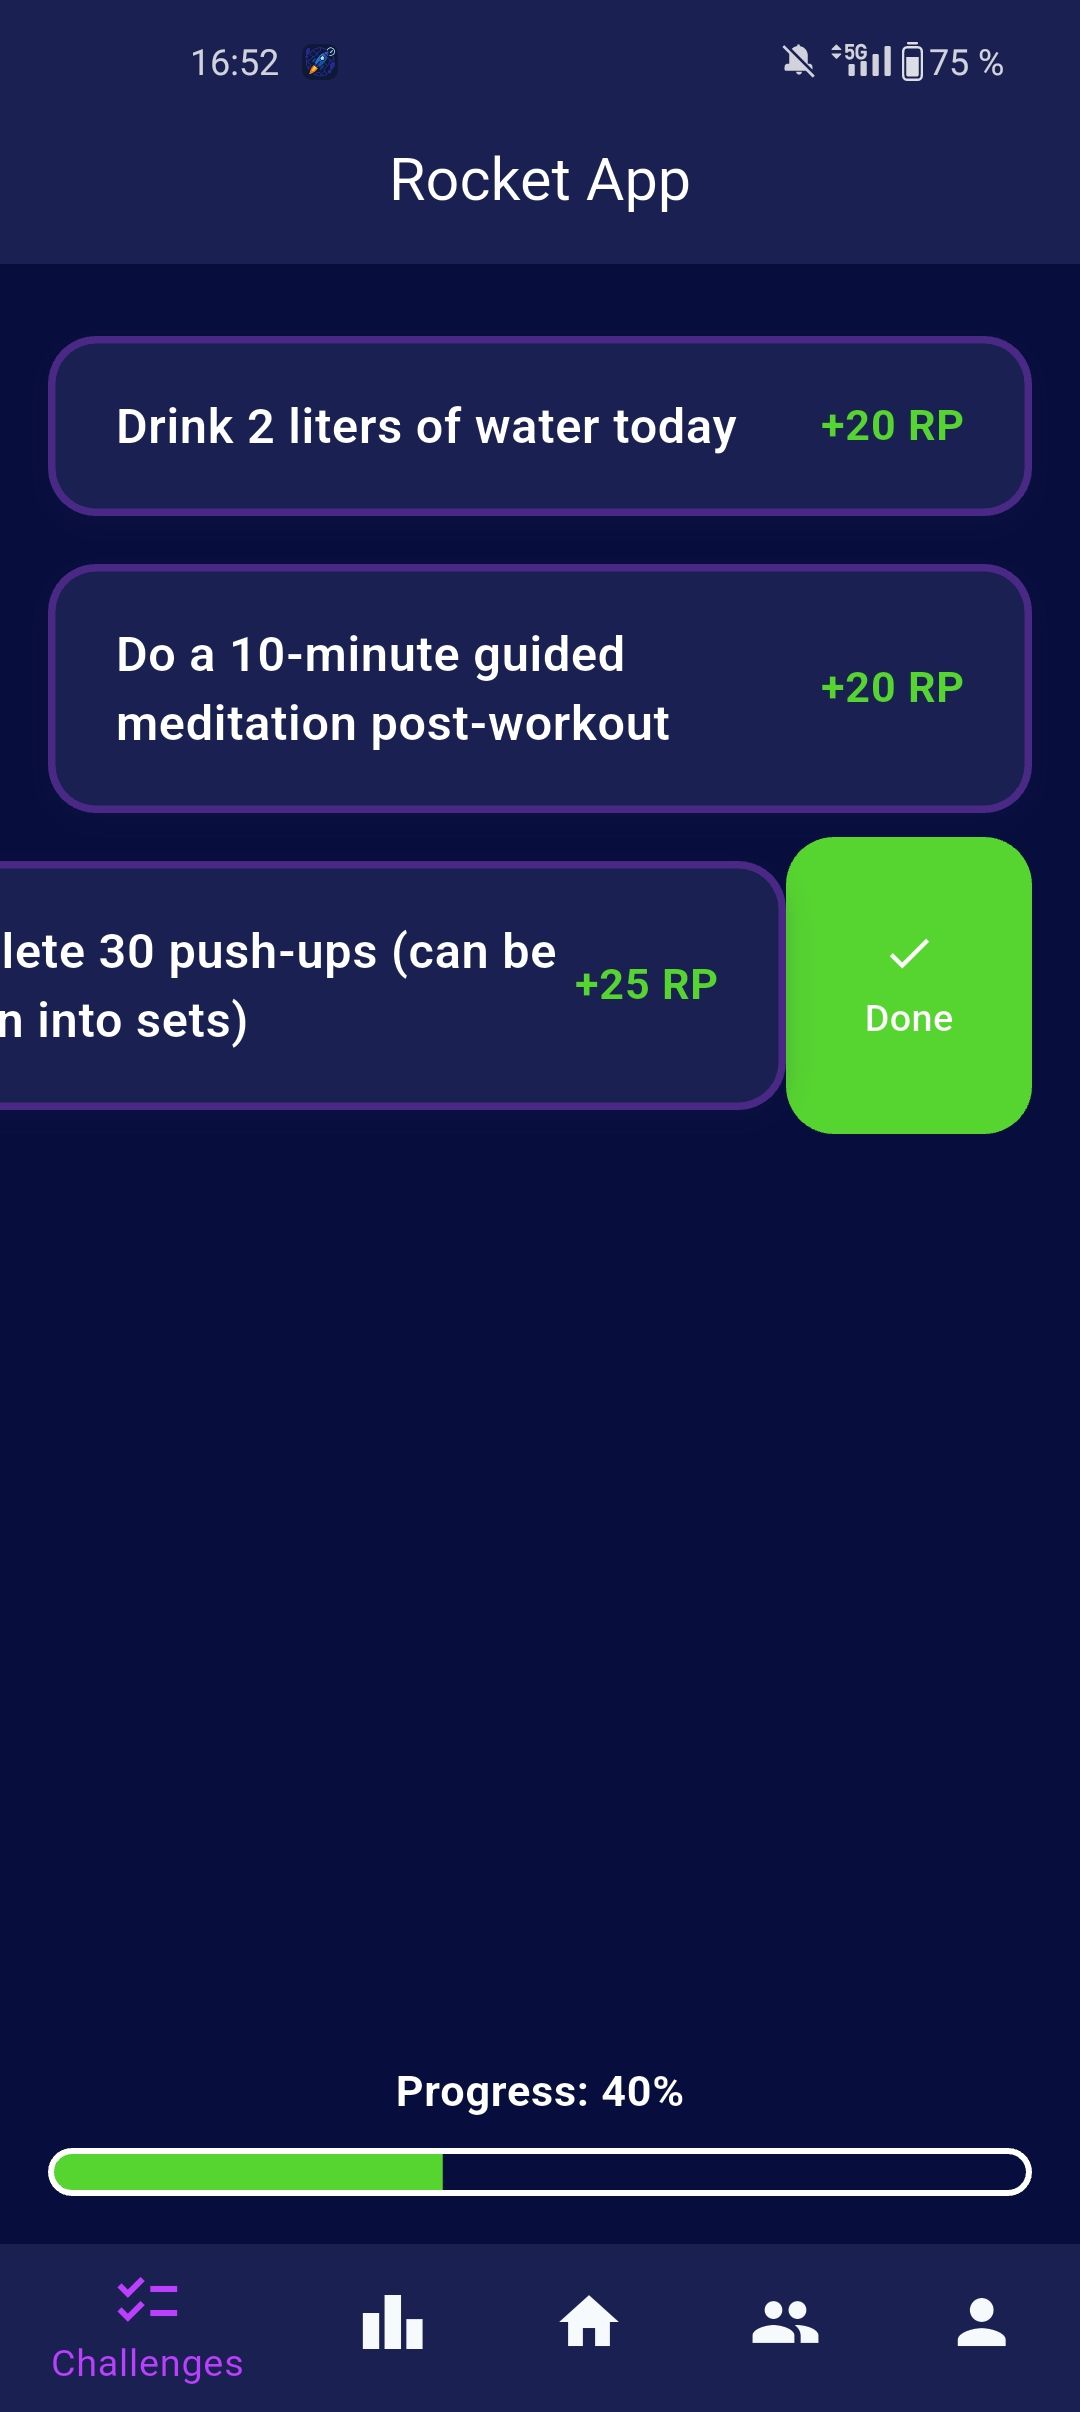 16:52
5G
75 %
Rocket App
Drink 2 liters of water today
+20 RP
Do a 10-minute guided
meditation post-workout
+20 RP
lete 30 push-ups (can be
n into sets)
+25 RP
Done
Progress: 40%
Challenges